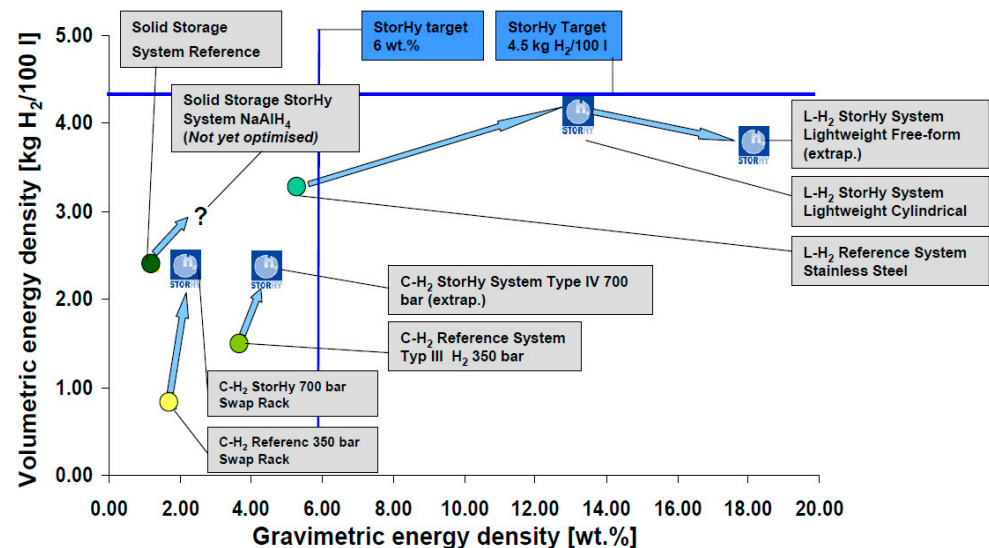 Solid Storage
System Reference
StorHy target
6 wt.%
StorHy Target
4.5 kg H₂/100 l
Solid Storage StorHy
System NaAlH₄
(Not yet optimised)
L-H₂ StorHy System
Lightweight Free-form
(extrap.)
L-H₂ StorHy System
Lightweight Cylindrical
L-H₂ Reference System
Stainless Steel
C-H₂ StorHy System Type IV 700
bar (extrap.)
C-H₂ Reference System
Typ III H₂ 350 bar
C-H₂ StorHy 700 bar
Swap Rack
C-H₂ Referenc 350 bar
Swap Rack
?
h₂
STORHY
h₂
STORHY
h₂
STORHY
h₂
STORHY
Volumetric energy density [kg H₂/100 l]
5.00
4.00
3.00
2.00
1.00
0.00
0.00 2.00 4.00 6.00 8.00 10.00 12.00 14.00 16.00 18.00 20.00
Gravimetric energy density [wt.%]